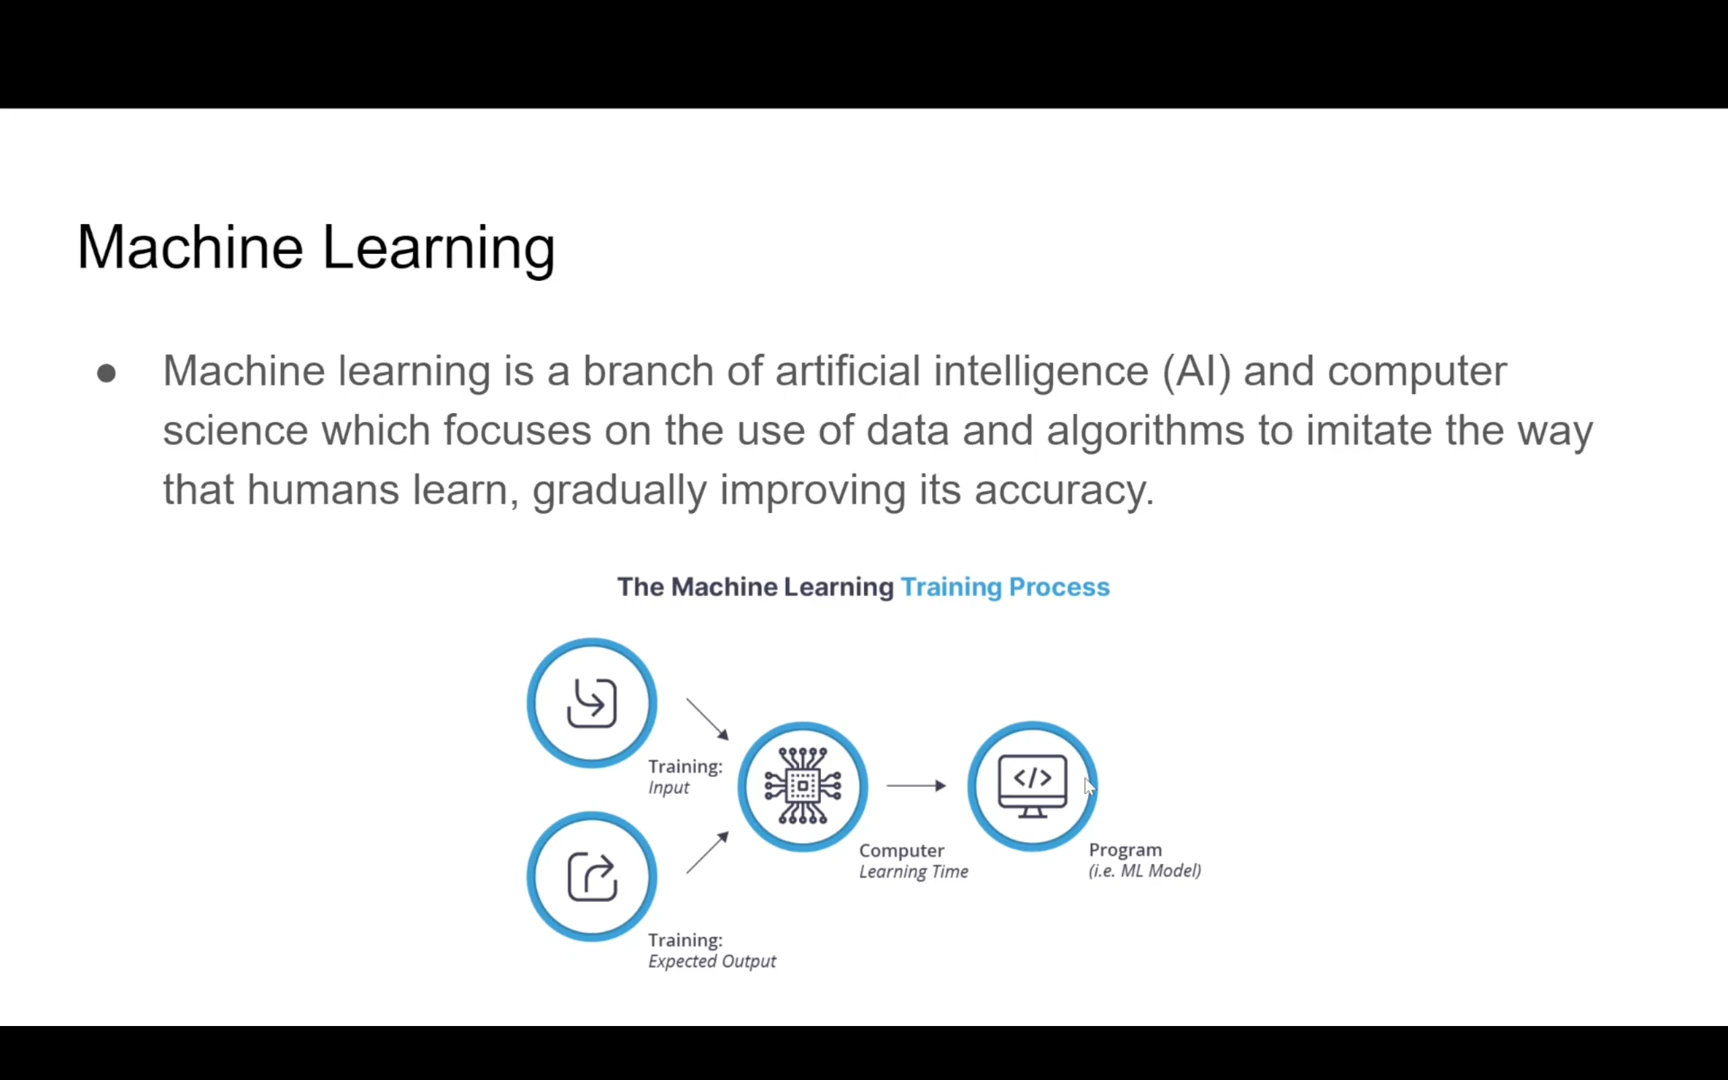 Machine Learning
● Machine learning is a branch of artificial intelligence (AI) and computer
science which focuses on the use of data and algorithms to imitate the way
that humans learn, gradually improving its accuracy.
The Machine Learning Training Process
Training:
Input
</>
Computer
Learning Time
Program
(i.e. ML Model)
Training:
Expected Output